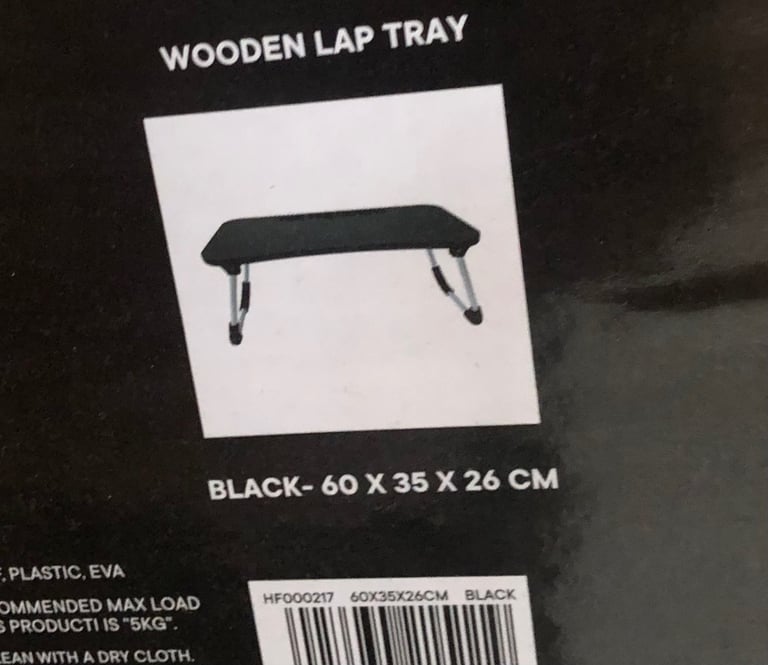 WOODEN LAP TRAY
BLACK- 60 X 35 X 26 CM
, PLASTIC, EVA
OMMENDED MAX LOAD
S PRODUCTI IS "5KG".
EAN WITH A DRY CLOTH.
HF000217 60X35X26CM BLACK